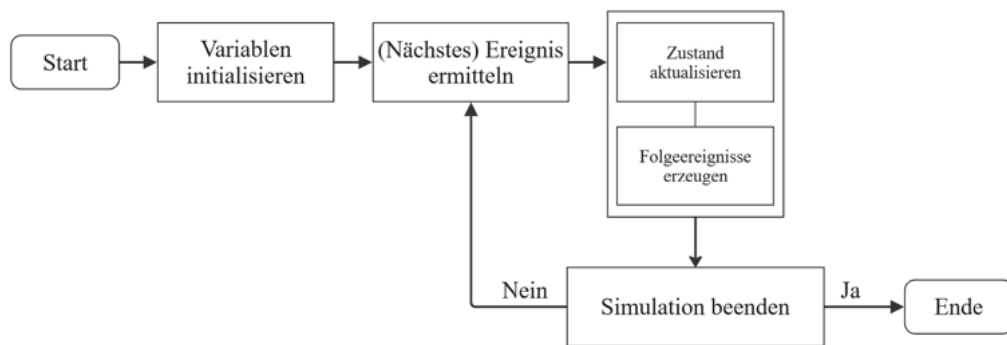 Start
Variablen
initialisieren
(Nächstes) Ereignis
ermitteln
Zustand
aktualisieren
Folgeereignisse
erzeugen
Nein
Simulation beenden
Ja
Ende